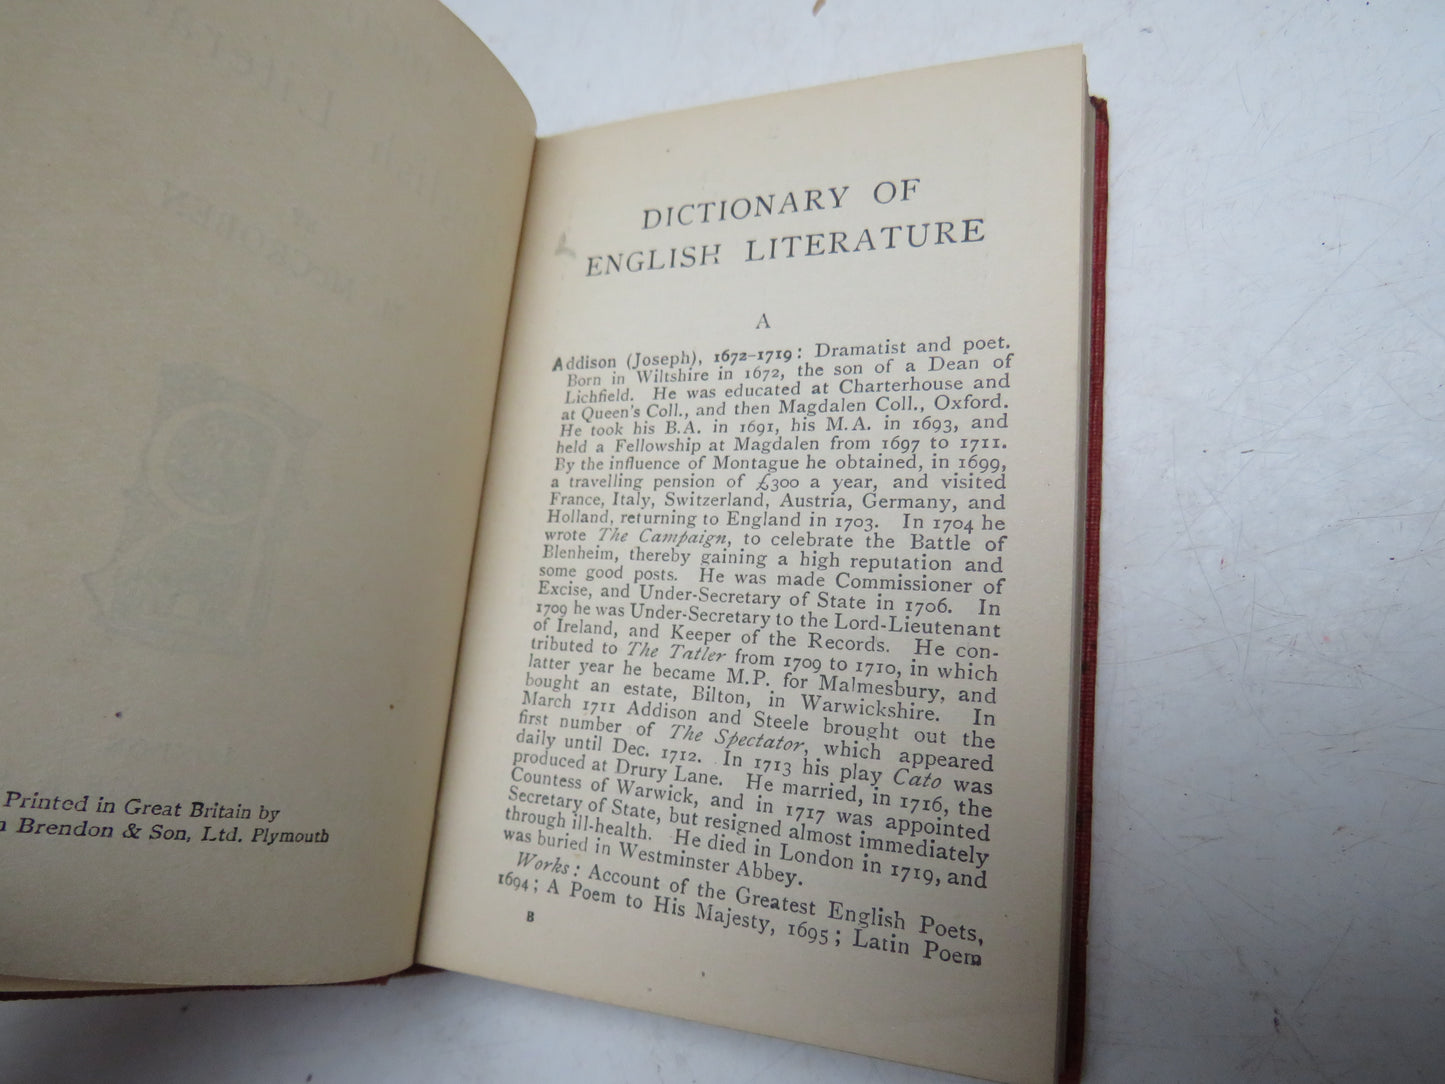 Printed in Great Britain by
Brendon & Son, Ltd. Plymouth
DICTIONARY OF
ENGLISH LITERATURE
A
Addison (Joseph), 1672–1719: Dramatist and poet.
Born in Wiltshire in 1672, the son of a Dean of
Lichfield. He was educated at Charterhouse and
at Queen's Coll., and then Magdalen Coll., Oxford.
He took his B.A. in 1691, his M.A. in 1693, and
held a Fellowship at Magdalen from 1697 to 1711.
By the influence of Montague he obtained, in 1699,
a travelling pension of £300 a year, and visited
France, Italy, Switzerland, Austria, Germany, and
Holland, returning to England in 1703. In 1704 he
wrote The Campaign, to celebrate the Battle of
Blenheim, thereby gaining a high reputation and
some good posts. He was made Commissioner of
Excise, and Under-Secretary of State in 1706. In
1709 he was Under-Secretary to the Lord-Lieutenant
of Ireland, and Keeper of the Records. He con-
tributed to The Tatler from 1709 to 1710, in which
latter year he became M.P. for Malmesbury, and
bought an estate, Bilton, in Warwickshire. In
March 1711 Addison and Steele brought out the
first number of The Spectator, which appeared
daily until Dec. 1712. In 1713 his play Cato was
produced at Drury Lane. He married, in 1716, the
Countess of Warwick, and in 1717 was appointed
Secretary of State, but resigned almost immediately
through ill-health. He died in London in 1719, and
was buried in Westminster Abbey.
Works: Account of the Greatest English Poets,
1694; A Poem to His Majesty, 1695; Latin Poem
B